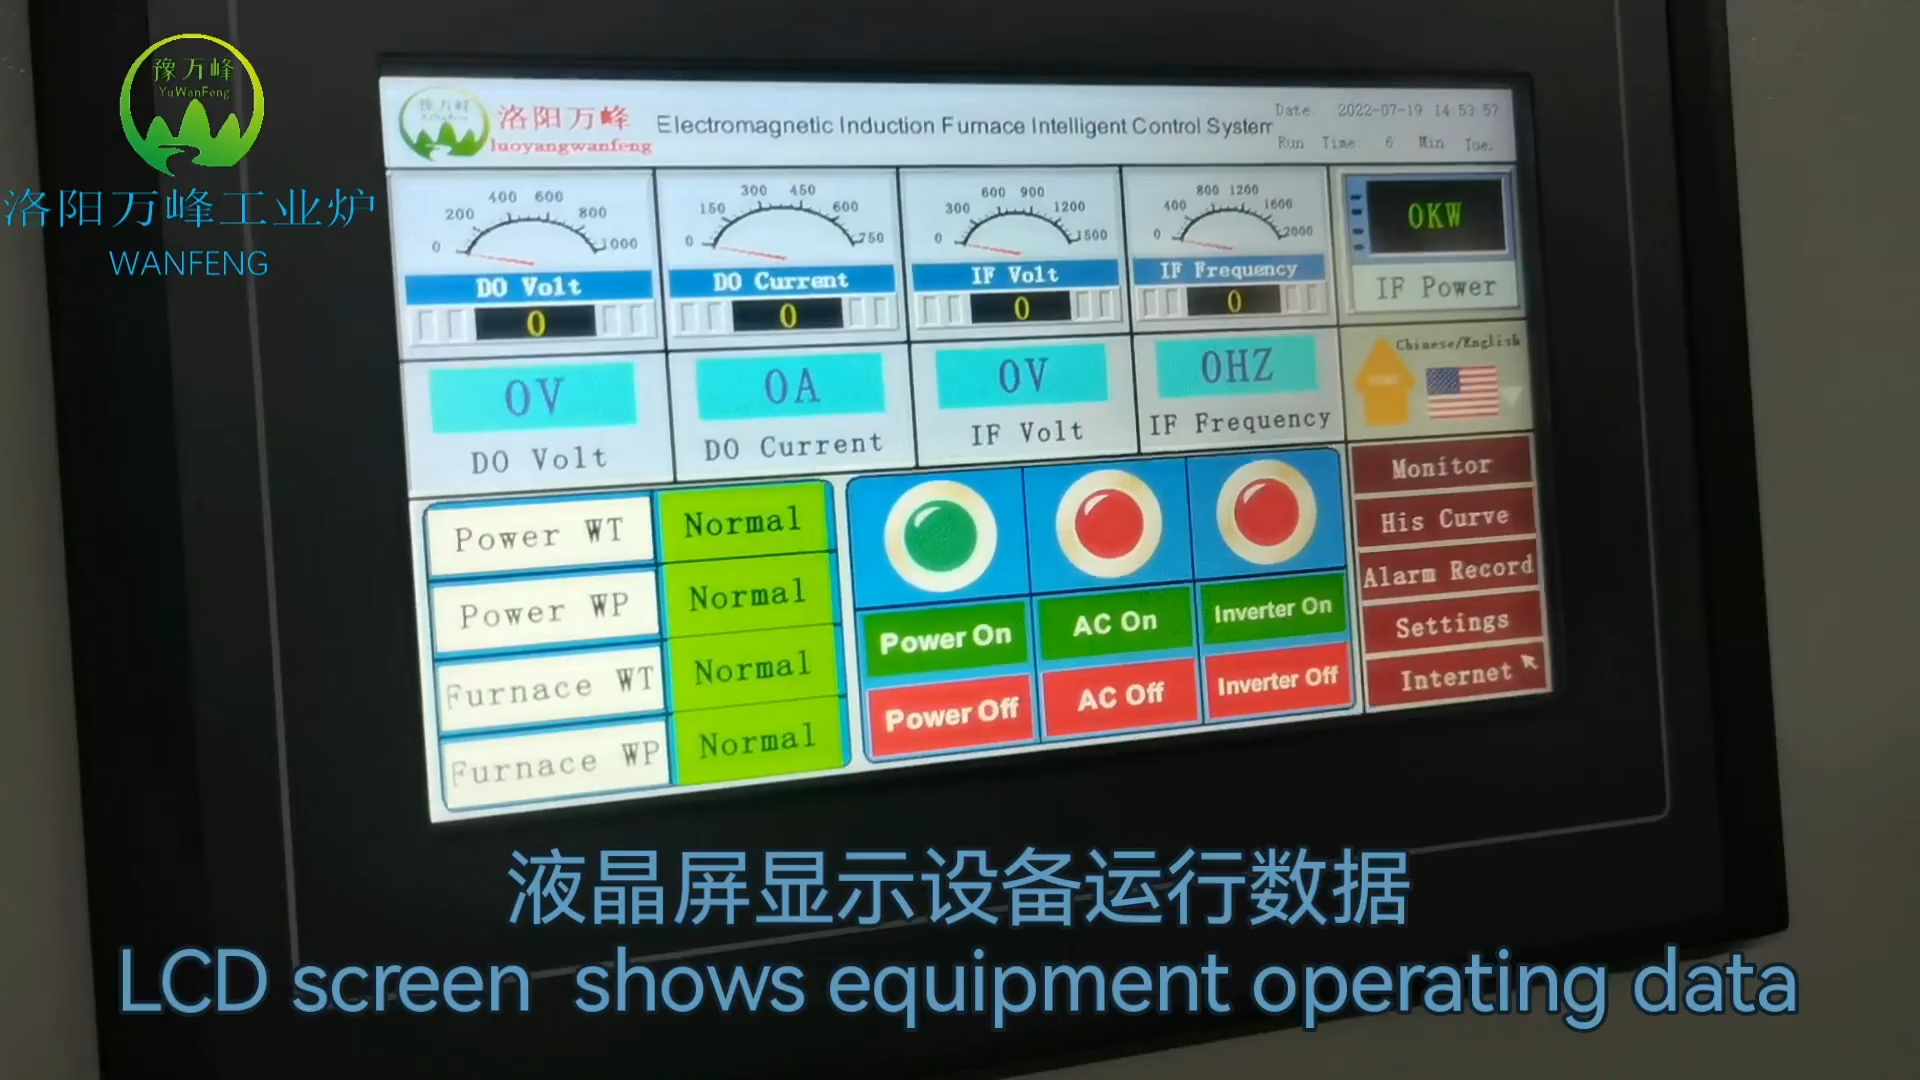 豫万峰
YuWanFeng
洛阳万峰工业炉
WANFENG
豫万峰
洛阳万峰
luoyangwanfeng
Electromagnetic Induction Furnace Intelligent Control System
Date 2022-07-19 14 53 57
Run Time 6 Min Tue.
0 200 400 600 800 1000
0 150 300 450 600 750
0 300 600 900 1200 1500
0 400 800 1200 1600 2000
DO Volt
DO Current
IF Volt
IF Frequency
0
0
0
0
0KW
IF Power
Chinese/English
0V
0A
0V
0HZ
DO Volt
DO Current
IF Volt
IF Frequency
Power WT Normal
Power WP Normal
Furnace WT Normal
Furnace WP Normal
Power On
AC On
Inverter On
Power Off
AC Off
Inverter Off
Monitor
His Curve
Alarm Record
Settings
Internet
液晶屏显示设备运行数据
LCD screen shows equipment operating data